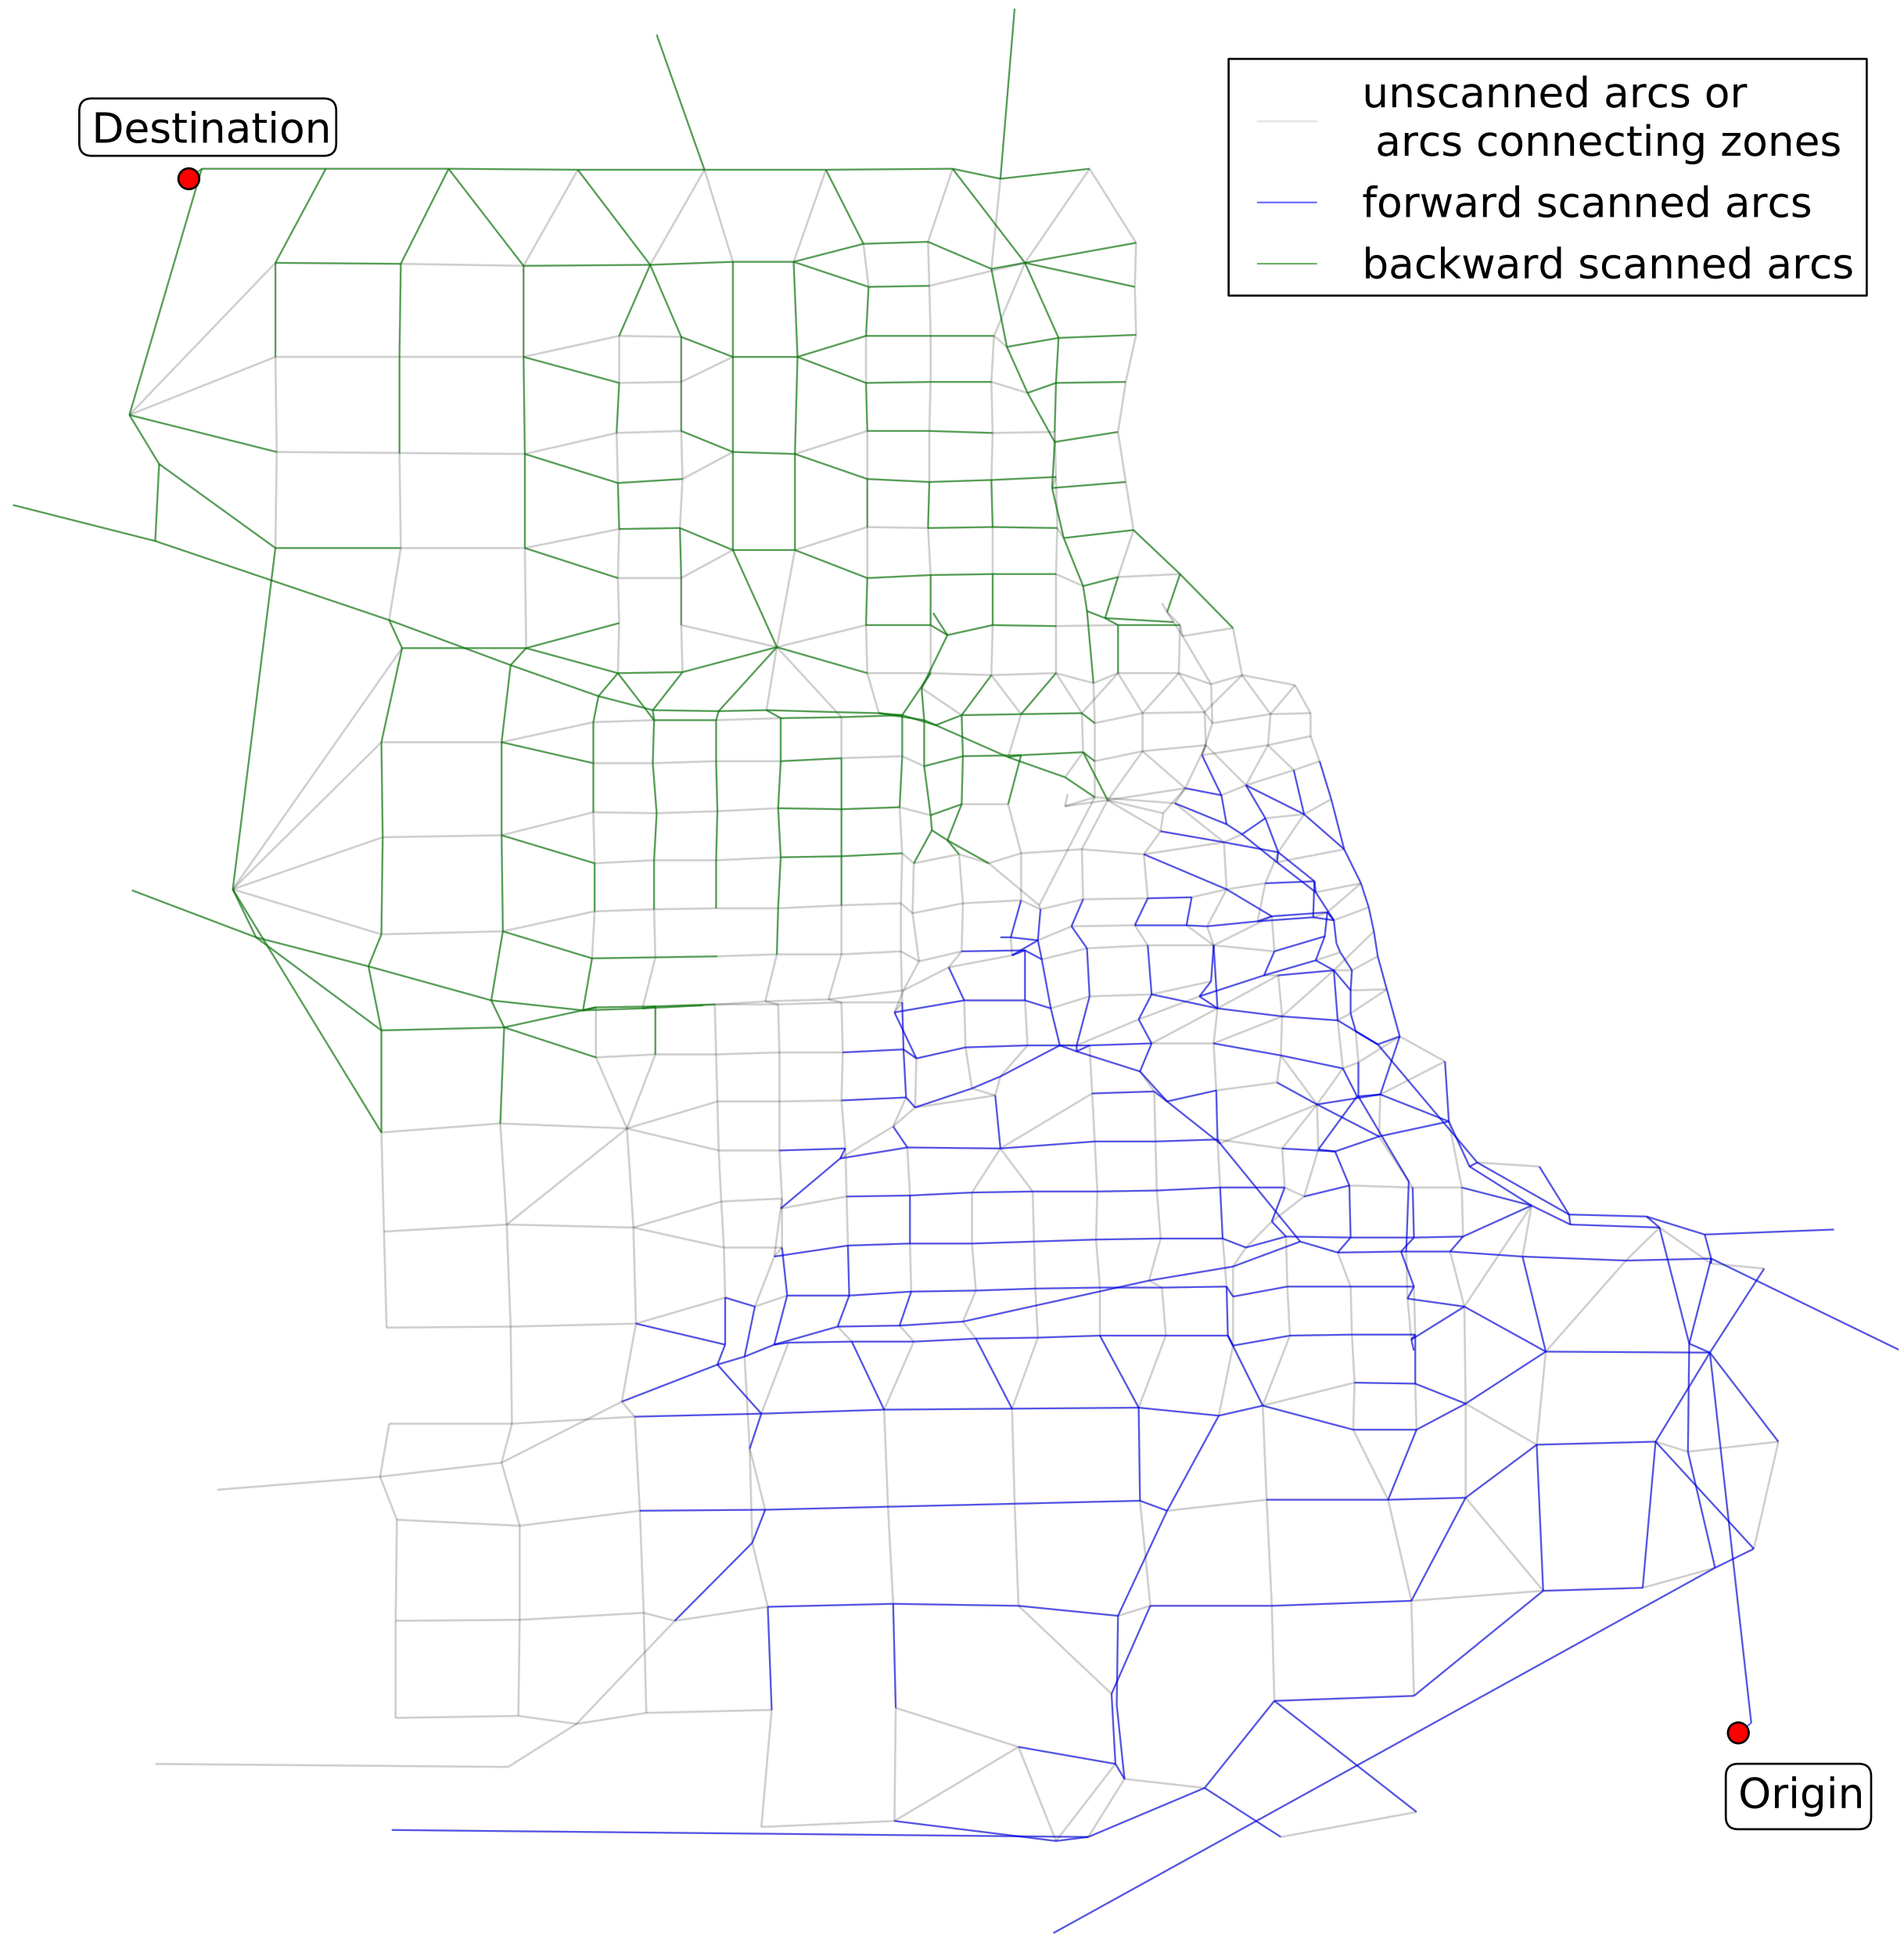 Destination
unscanned arcs or
arcs connecting zones
forward scanned arcs
backward scanned arcs
Origin